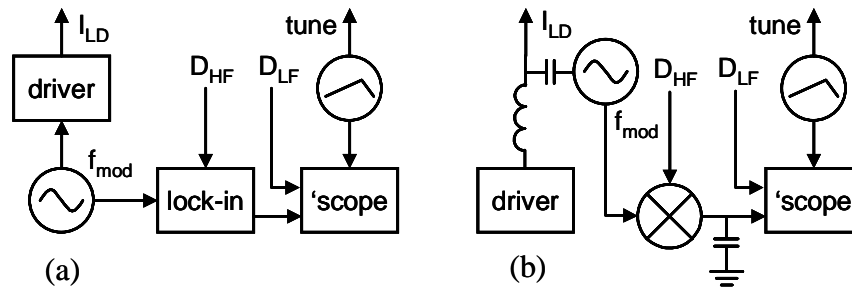 I_LD
tune
driver
D_HF
D_LF
f_mod
lock-in
'scope
(a)
I_LD
tune
D_HF
D_LF
f_mod
driver
'scope
(b)